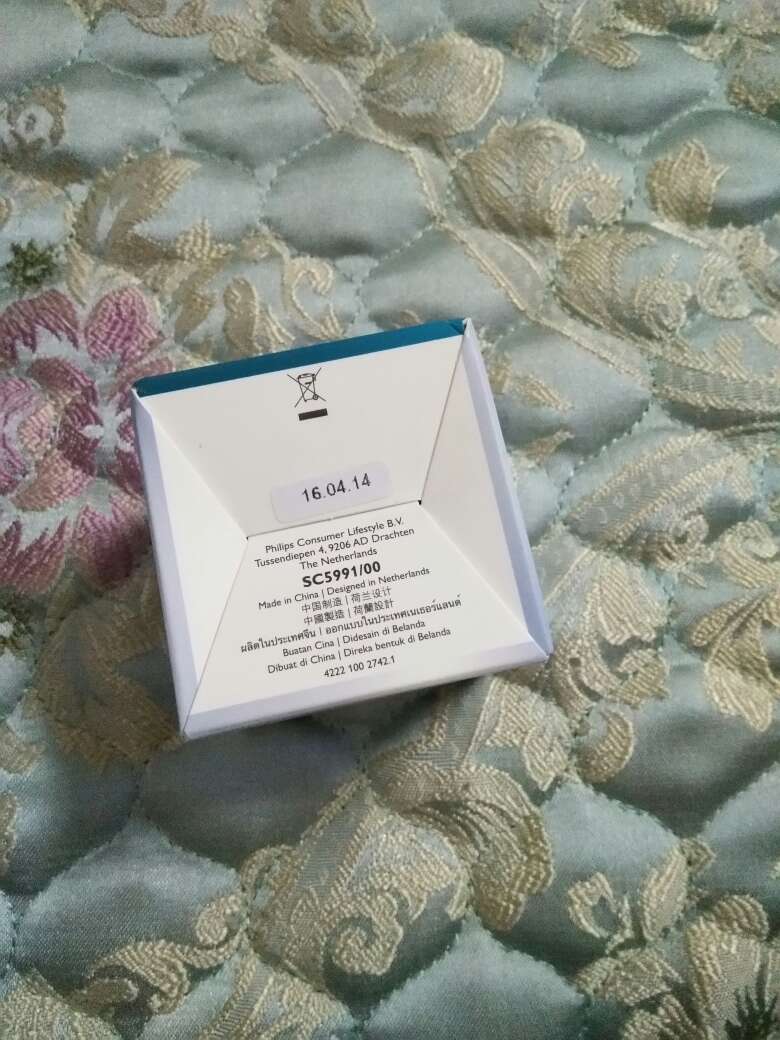 16.04.14
Philips Consumer Lifestyle B.V.
Tussendiepen 4, 9206 AD Drachten
The Netherlands
SC5991/00
Made in China | Designed in Netherlands
中国制造 | 荷兰设计
中國製造 | 荷蘭設計
ผลิตในประเทศจีน | ออกแบบในประเทศเนเธอร์แลนด์
Buatan Cina | Didesain di Belanda
Dibuat di China | Direka bentuk di Belanda
4222 100 2742.1